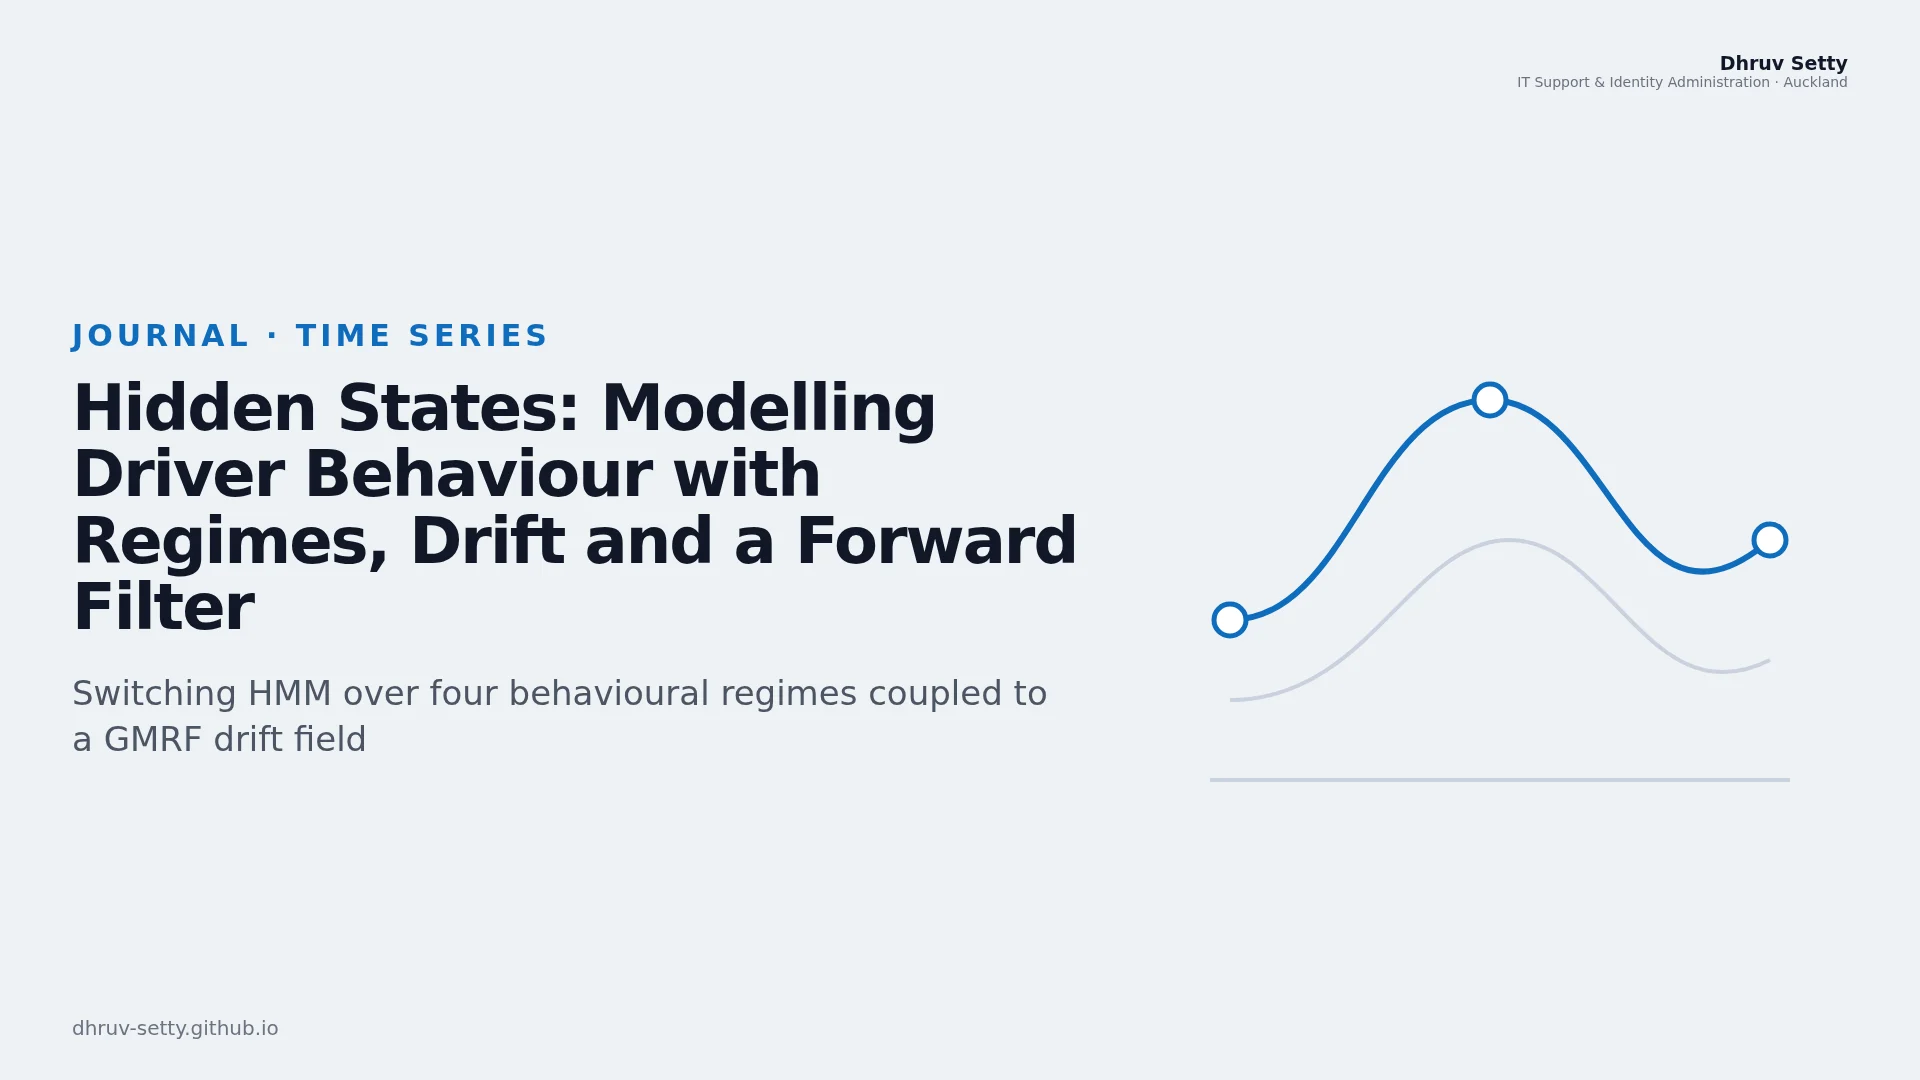 Dhruv Setty
IT Support & Identity Administration · Auckland
JOURNAL · TIME SERIES
Hidden States: Modelling
Driver Behaviour with
Regimes, Drift and a Forward
Filter
Switching HMM over four behavioural regimes coupled to
a GMRF drift field
dhruv-setty.github.io